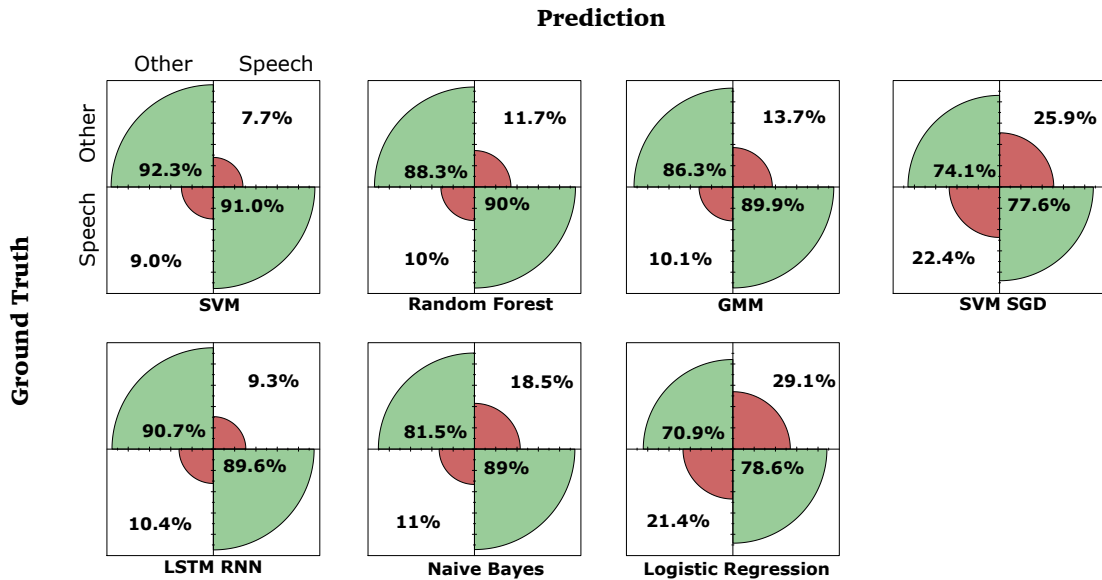 Prediction
Other Speech
Ground Truth
Other
Speech
7.7%
92.3%
91.0%
9.0%
SVM
11.7%
88.3%
90%
10%
Random Forest
13.7%
86.3%
89.9%
10.1%
GMM
25.9%
74.1%
77.6%
22.4%
SVM SGD
9.3%
90.7%
89.6%
10.4%
LSTM RNN
18.5%
81.5%
89%
11%
Naive Bayes
29.1%
70.9%
78.6%
21.4%
Logistic Regression